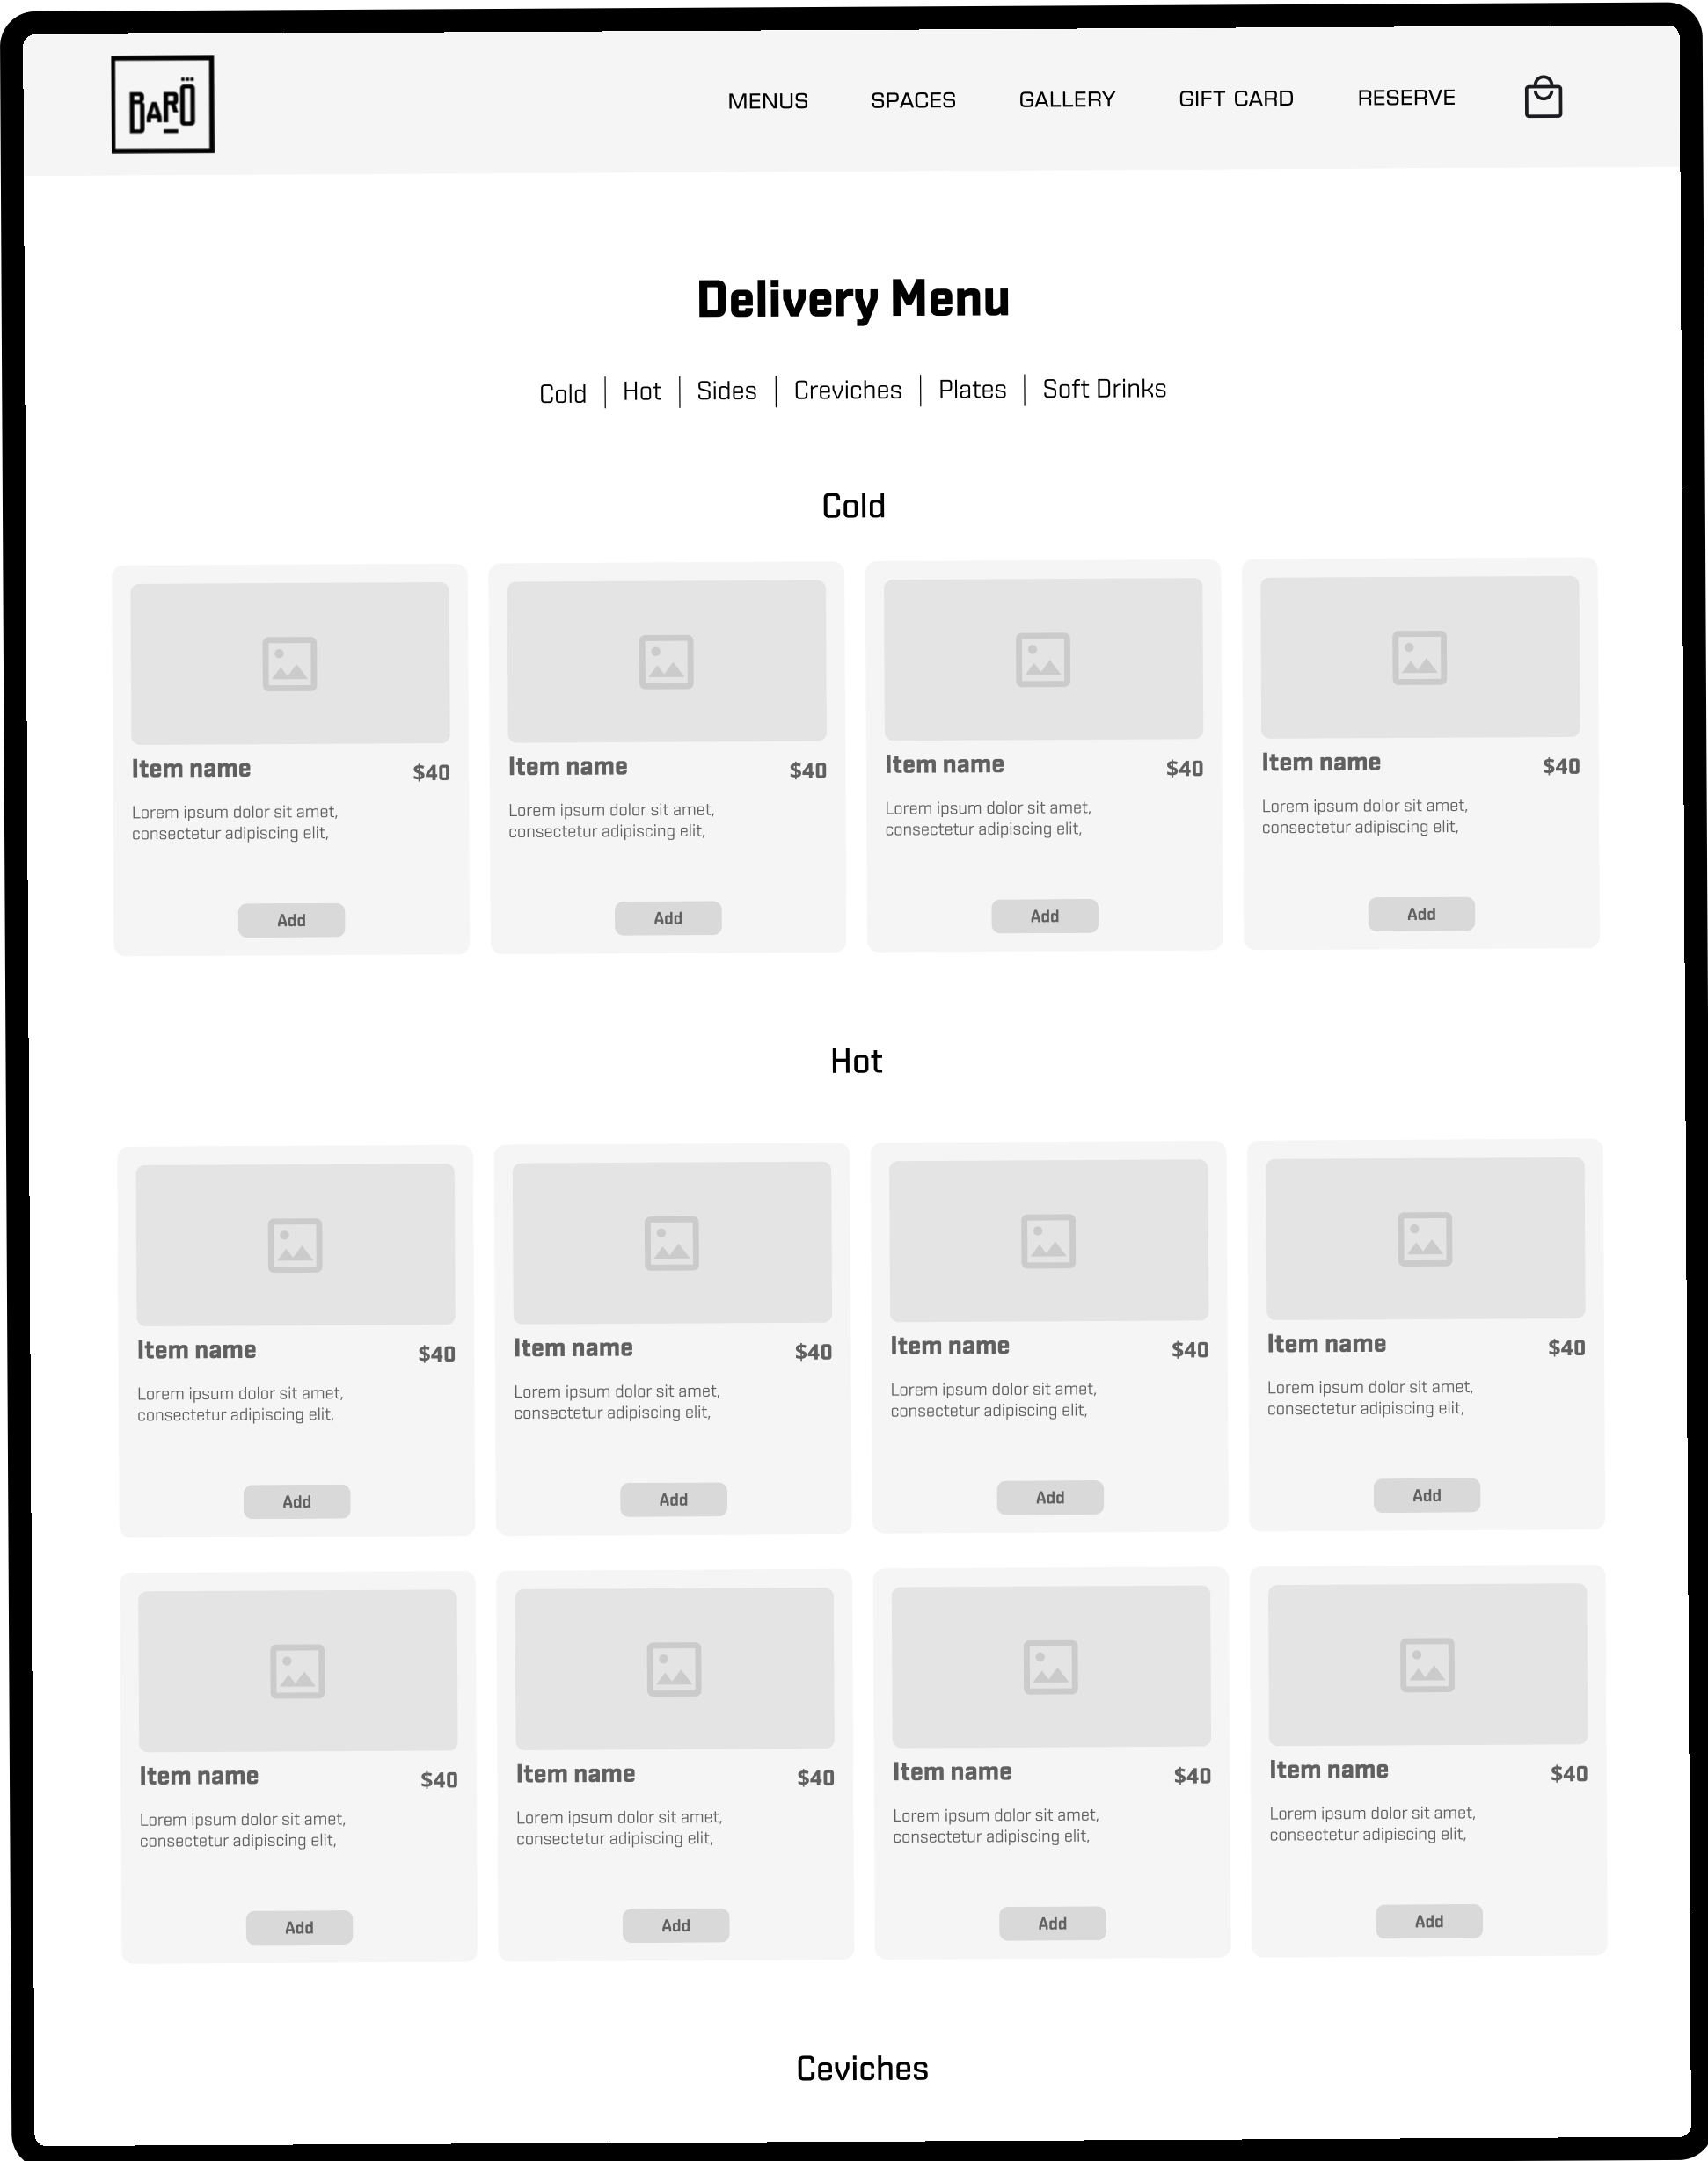 BARÖ
MENUS SPACES GALLERY GIFT CARD RESERVE
Delivery Menu
Cold | Hot | Sides | Creviches | Plates | Soft Drinks
Cold
Item name $40 Item name $40 Item name $40 Item name $40
Lorem ipsum dolor sit amet, Lorem ipsum dolor sit amet, Lorem ipsum dolor sit amet, Lorem ipsum dolor sit amet,
consectetur adipiscing elit, consectetur adipiscing elit, consectetur adipiscing elit, consectetur adipiscing elit,
Add Add Add Add
Hot
Item name $40 Item name $40 Item name $40 Item name $40
Lorem ipsum dolor sit amet, Lorem ipsum dolor sit amet, Lorem ipsum dolor sit amet, Lorem ipsum dolor sit amet,
consectetur adipiscing elit, consectetur adipiscing elit, consectetur adipiscing elit, consectetur adipiscing elit,
Add Add Add Add
Item name $40 Item name $40 Item name $40 Item name $40
Lorem ipsum dolor sit amet, Lorem ipsum dolor sit amet, Lorem ipsum dolor sit amet, Lorem ipsum dolor sit amet,
consectetur adipiscing elit, consectetur adipiscing elit, consectetur adipiscing elit, consectetur adipiscing elit,
Add Add Add Add
Ceviches